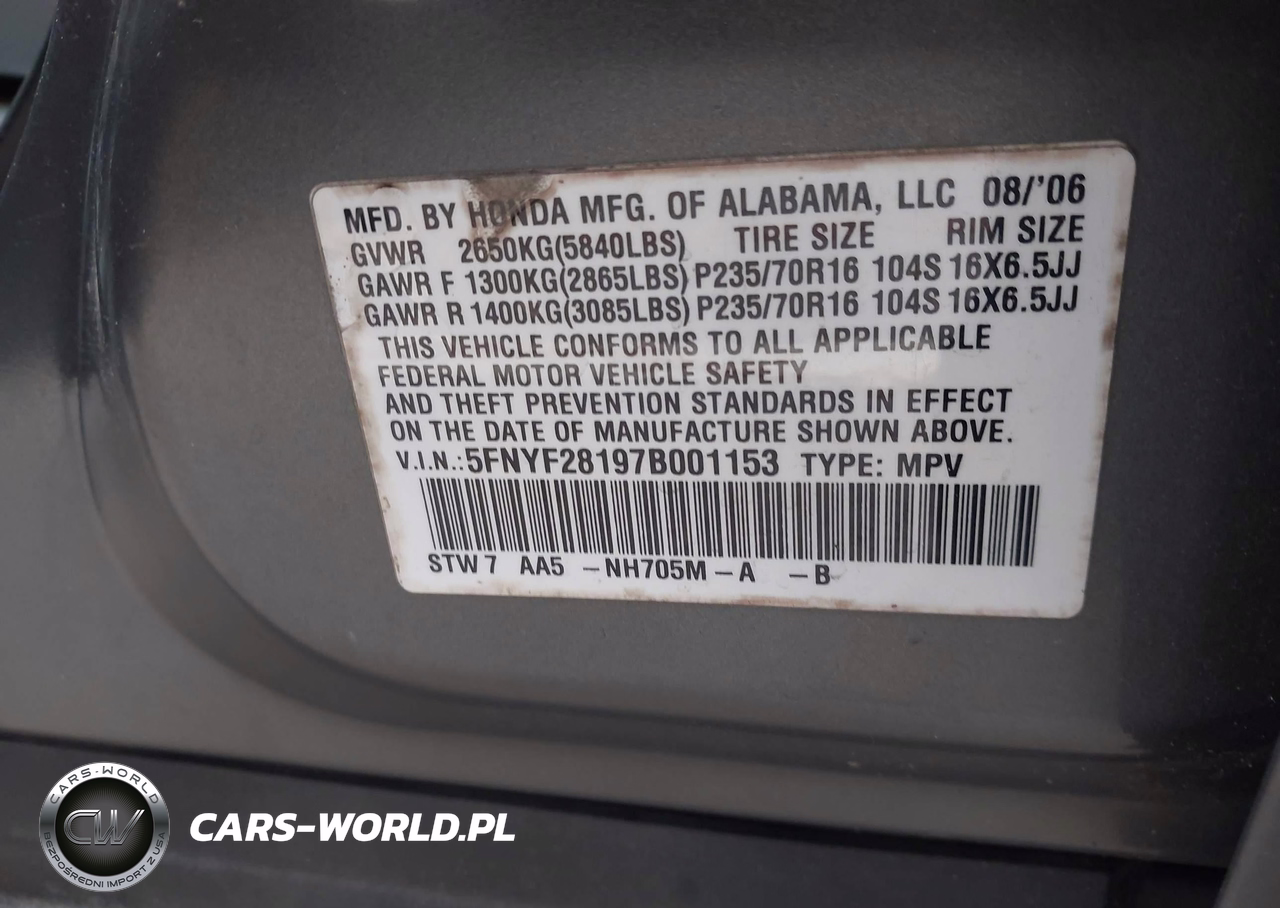 MFD. BY HONDA MFG. OF ALABAMA, LLC 08/'06
GVWR 2650KG(5840LBS) TIRE SIZE RIM SIZE
GAWR F 1300KG(2865LBS) P235/70R16 104S 16X6.5JJ
GAWR R 1400KG(3085LBS) P235/70R16 104S 16X6.5JJ
THIS VEHICLE CONFORMS TO ALL APPLICABLE
FEDERAL MOTOR VEHICLE SAFETY
AND THEFT PREVENTION STANDARDS IN EFFECT
ON THE DATE OF MANUFACTURE SHOWN ABOVE.
V.I.N.:5FNYF28197B001153 TYPE: MPV
STW7 AA5 -NH705M-A -B
CARS-WORLD
CW
BEZPOŚREDNI IMPORT Z USA
CARS-WORLD.PL